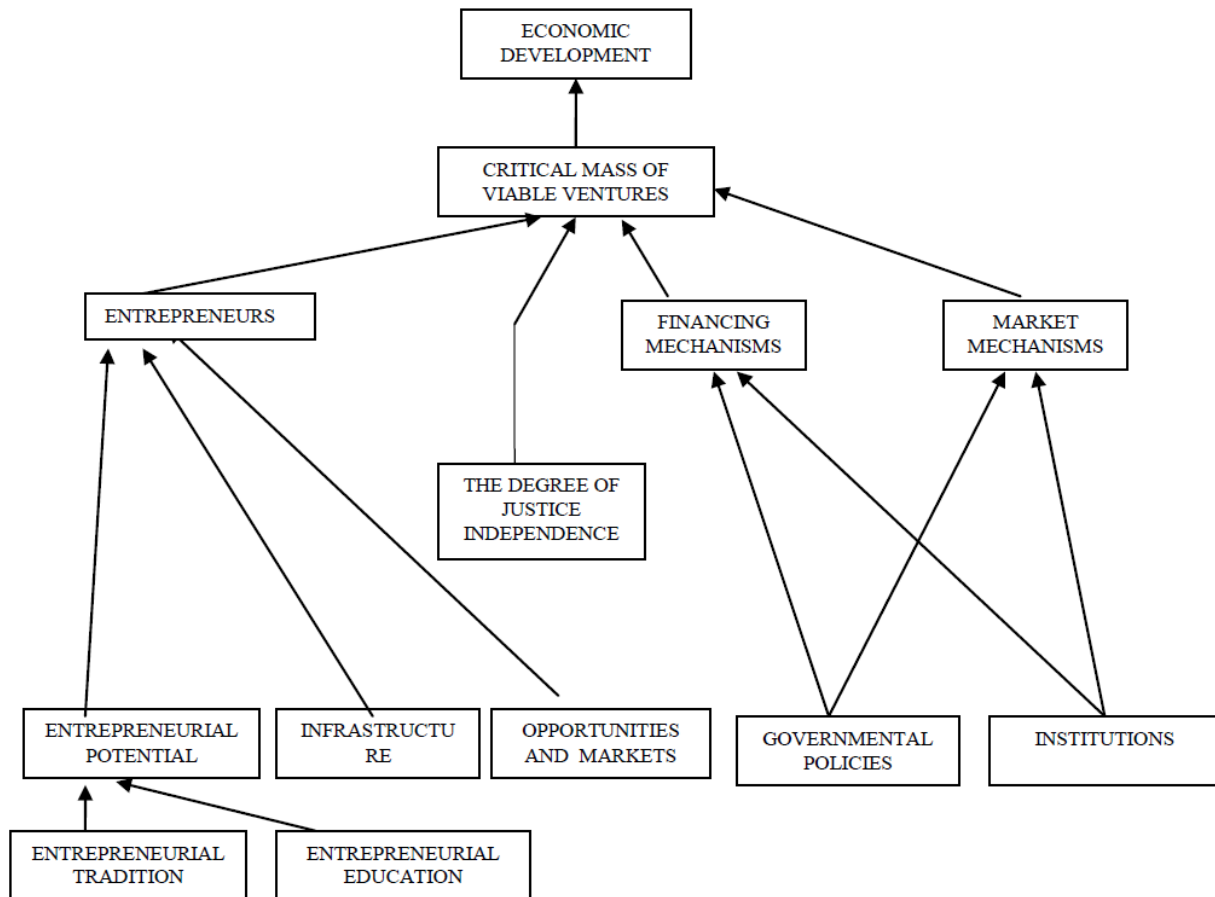 ECONOMIC
DEVELOPMENT
CRITICAL MASS OF
VIABLE VENTURES
ENTREPRENEURS
FINANCING
MECHANISMS
MARKET
MECHANISMS
THE DEGREE OF
JUSTICE
INDEPENDENCE
ENTREPRENEURIAL
POTENTIAL
INFRASTRUCTU
RE
OPPORTUNITIES
AND MARKETS
GOVERNMENTAL
POLICIES
INSTITUTIONS
ENTREPRENEURIAL
TRADITION
ENTREPRENEURIAL
EDUCATION